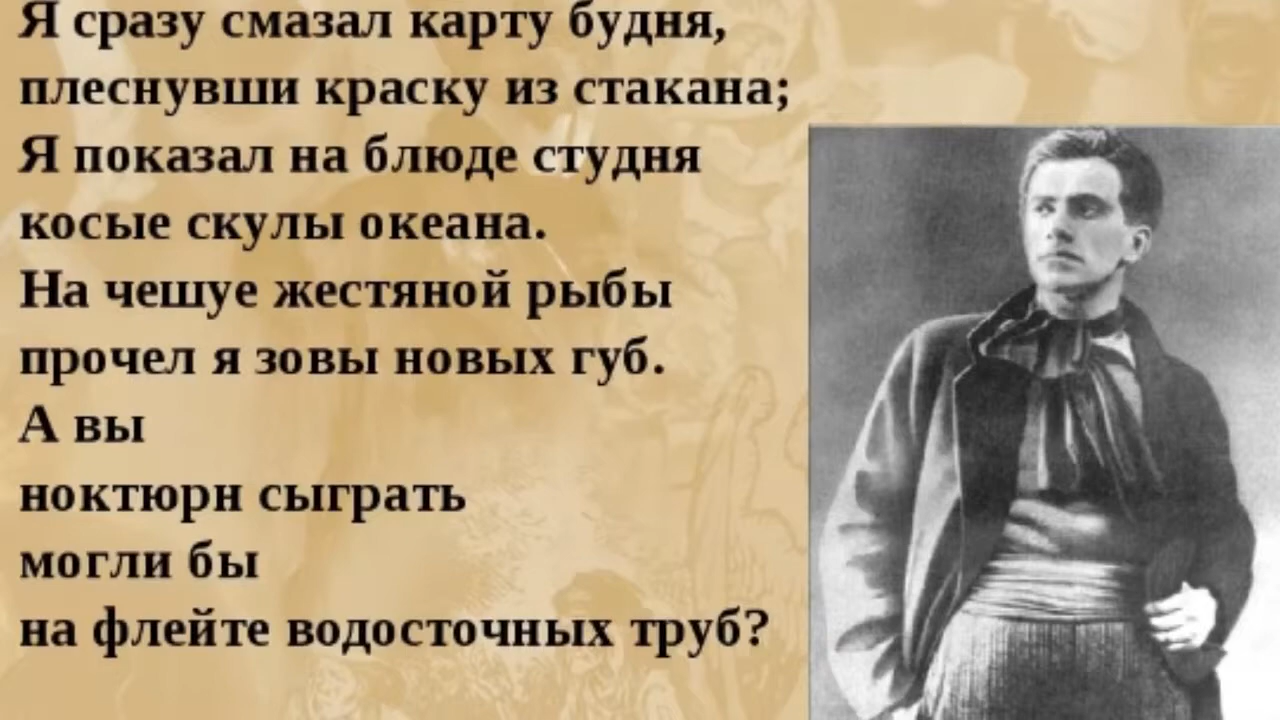 Я сразу смазал карту будня,
плеснувши краску из стакана;
Я показал на блюде студня
косые скулы океана.
На чешуе жестяной рыбы
прочел я зовы новых губ.
А вы
ноктюрн сыграть
могли бы
на флейте водосточных труб?